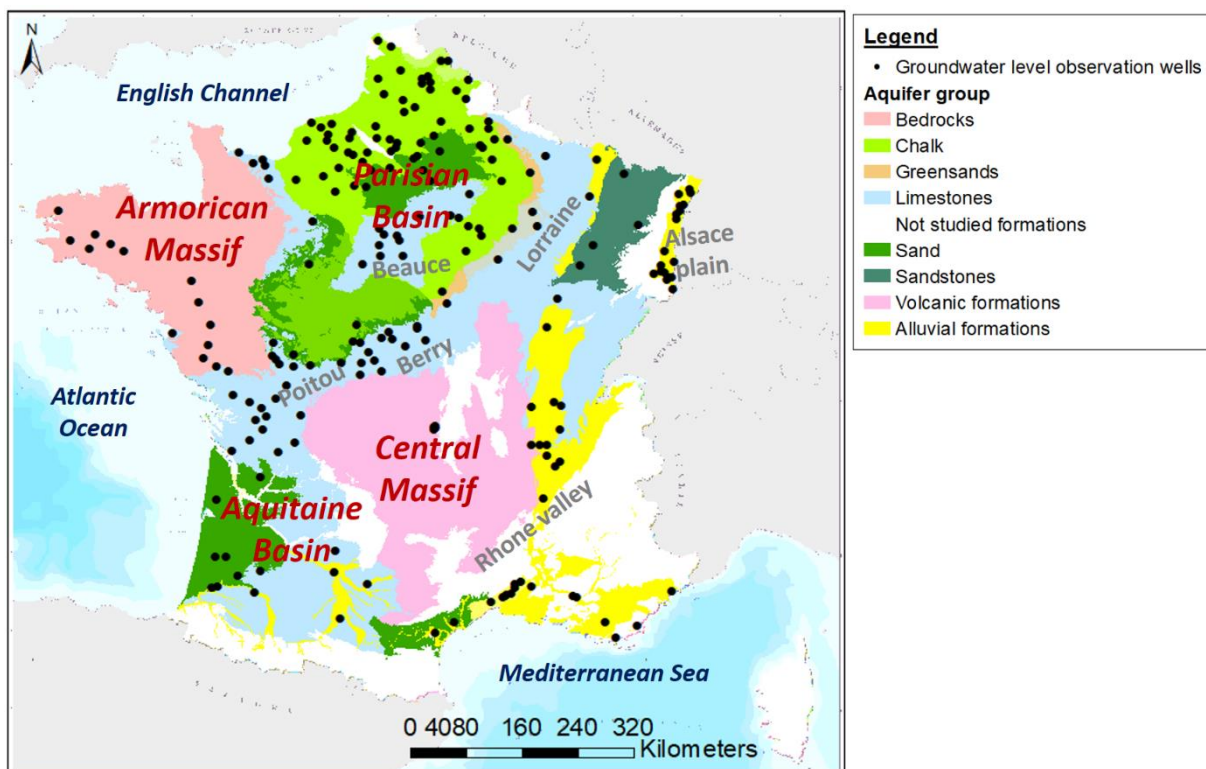 N
English Channel
Armorican
Massif
Parisian
Basin
Beauce
Lorraine
Alsace
plain
Poitou
Berry
Atlantic
Ocean
Central
Massif
Aquitaine
Basin
Rhone valley
Mediterranean Sea
0 4080 160 240 320
Kilometers
Legend
Groundwater level observation wells
Aquifer group
Bedrocks
Chalk
Greensands
Limestones
Not studied formations
Sand
Sandstones
Volcanic formations
Alluvial formations